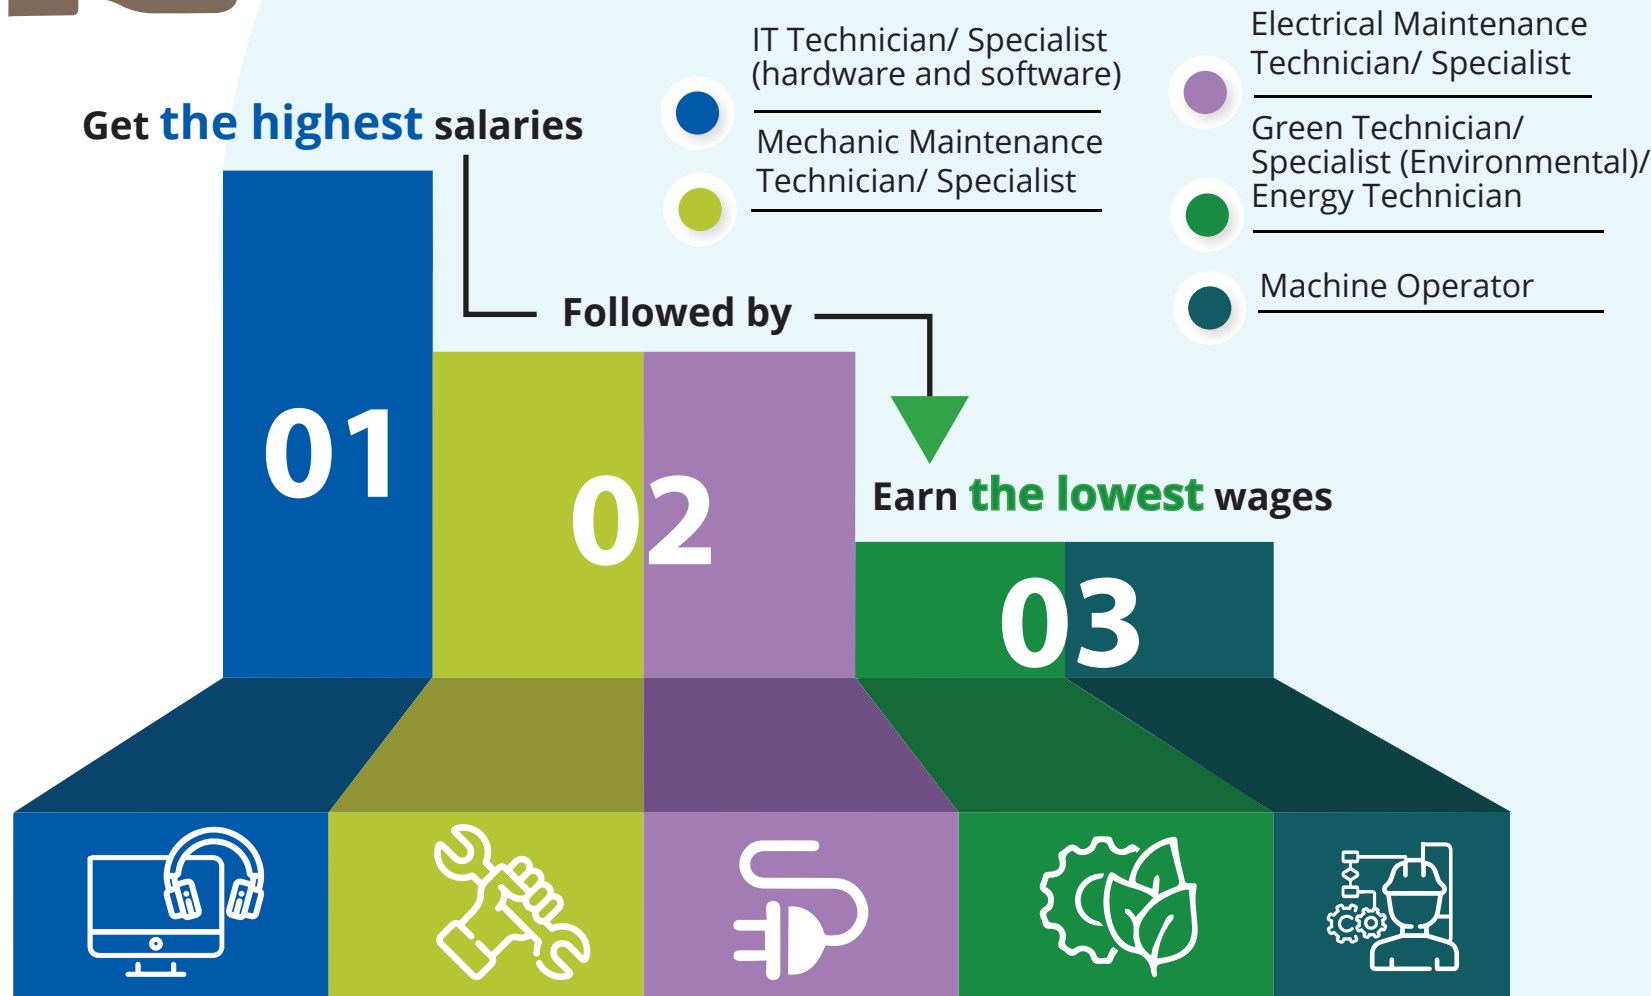 IT Technician/ Specialist
(hardware and software)
Mechanic Maintenance
Technician/ Specialist
Electrical Maintenance
Technician/ Specialist
Green Technician/
Specialist (Environmental)/
Energy Technician
Machine Operator
Get the highest salaries
Followed by
Earn the lowest wages
01
02
03